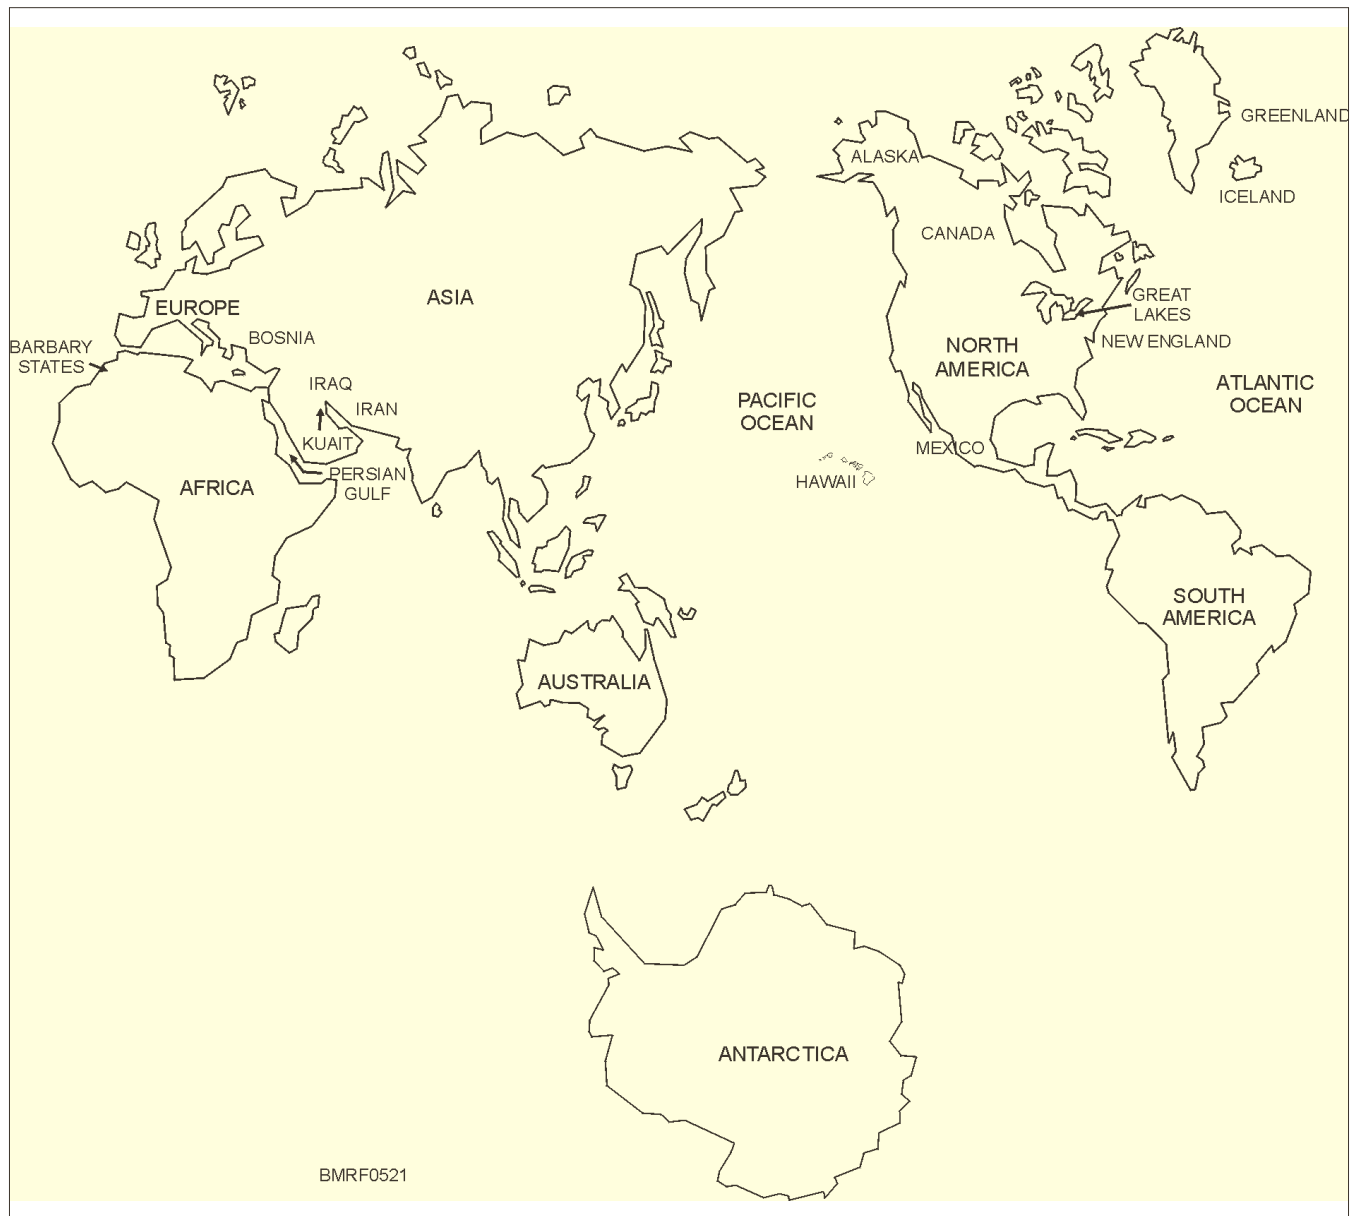 GREENLAND
ALASKA
ICELAND
CANADA
ASIA
EUROPE
GREAT
LAKES
BOSNIA
NEW ENGLAND
BARBARY
STATES
NORTH
AMERICA
IRAQ
ATLANTIC
OCEAN
PACIFIC
OCEAN
IRAN
KUAIT
MEXICO
PERSIAN
GULF
HAWAII
AFRICA
SOUTH
AMERICA
AUSTRALIA
ANTARCTICA
BMRF0521